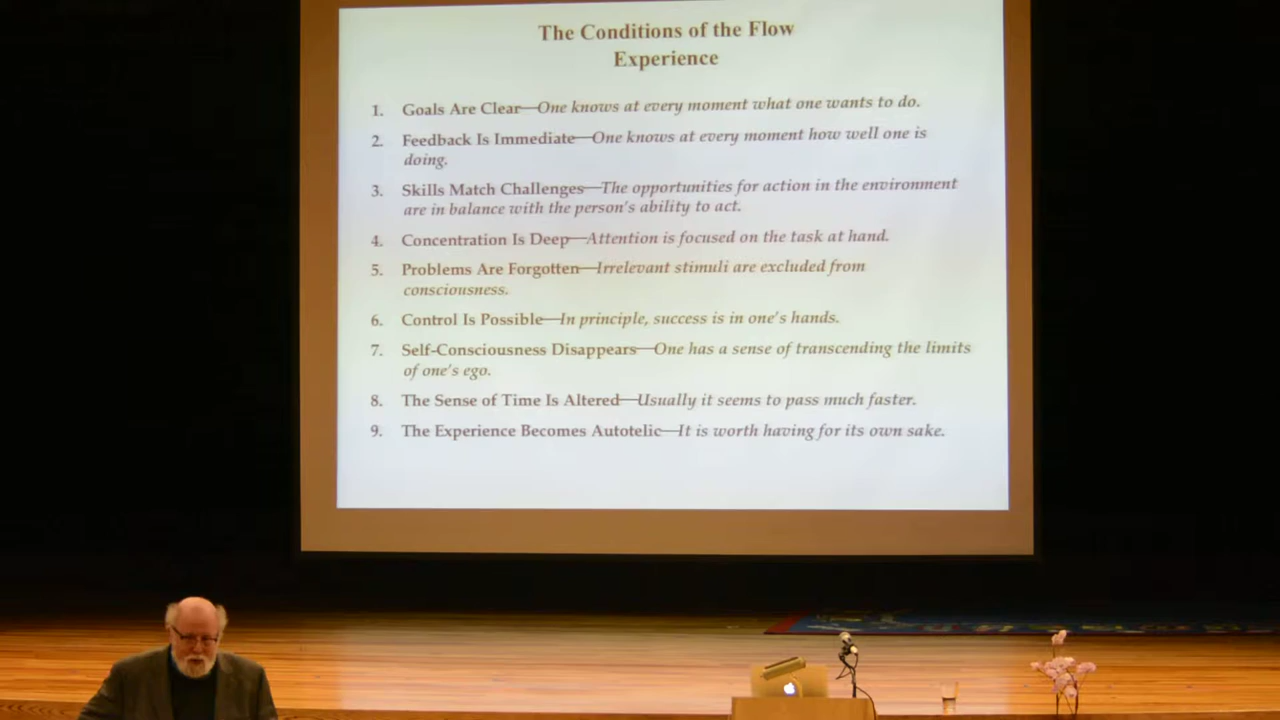 The Conditions of the Flow
Experience
1. Goals Are Clear—One knows at every moment what one wants to do.
2. Feedback Is Immediate—One knows at every moment how well one is
doing.
3. Skills Match Challenges—The opportunities for action in the environment
are in balance with the person's ability to act.
4. Concentration Is Deep—Attention is focused on the task at hand.
5. Problems Are Forgotten—Irrelevant stimuli are excluded from
consciousness.
6. Control Is Possible—In principle, success is in one's hands.
7. Self-Consciousness Disappears—One has a sense of transcending the limits
of one's ego.
8. The Sense of Time Is Altered—Usually it seems to pass much faster.
9. The Experience Becomes Autotelic—It is worth having for its own sake.